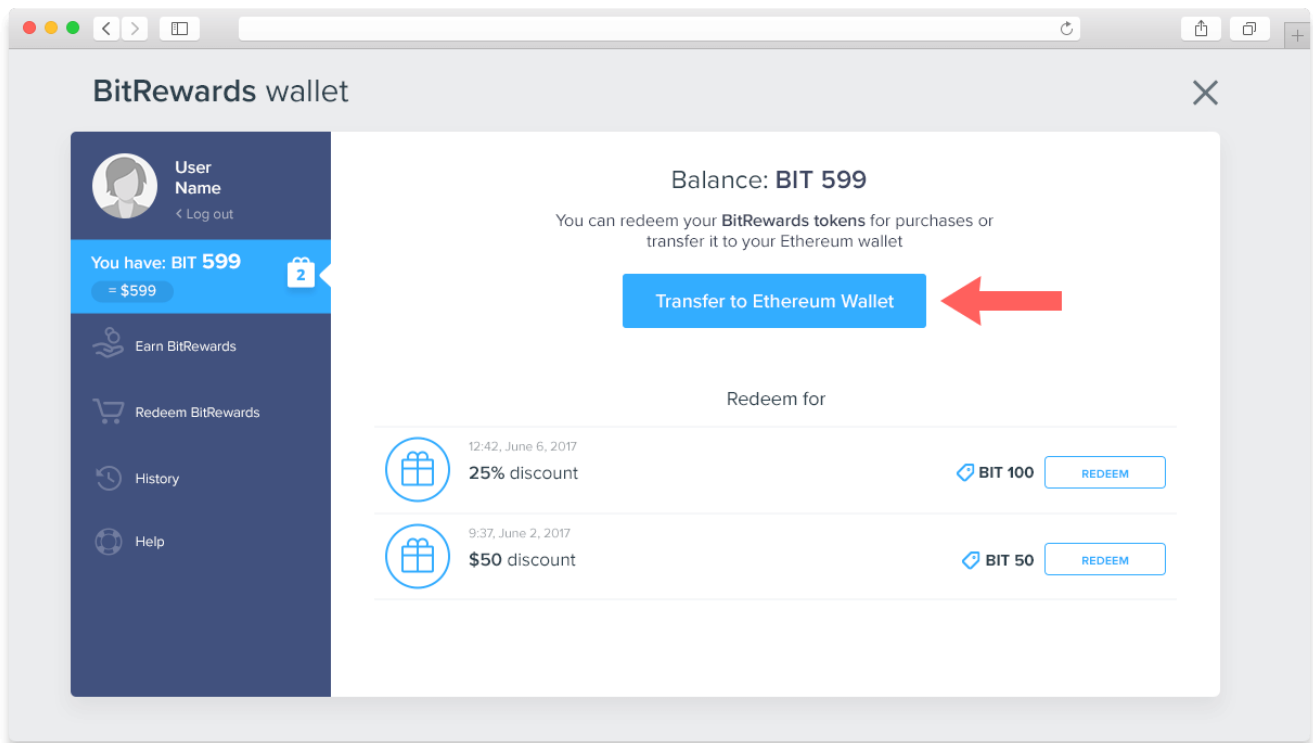 BitRewards wallet
User
Name
< Log out
You have: BIT 599
= $599
2
Earn BitRewards
Redeem BitRewards
History
Help
Balance: BIT 599
You can redeem your BitRewards tokens for purchases or
transfer it to your Ethereum wallet
Transfer to Ethereum Wallet
Redeem for
12:42, June 6, 2017
25% discount
BIT 100
REDEEM
9:37, June 2, 2017
$50 discount
BIT 50
REDEEM